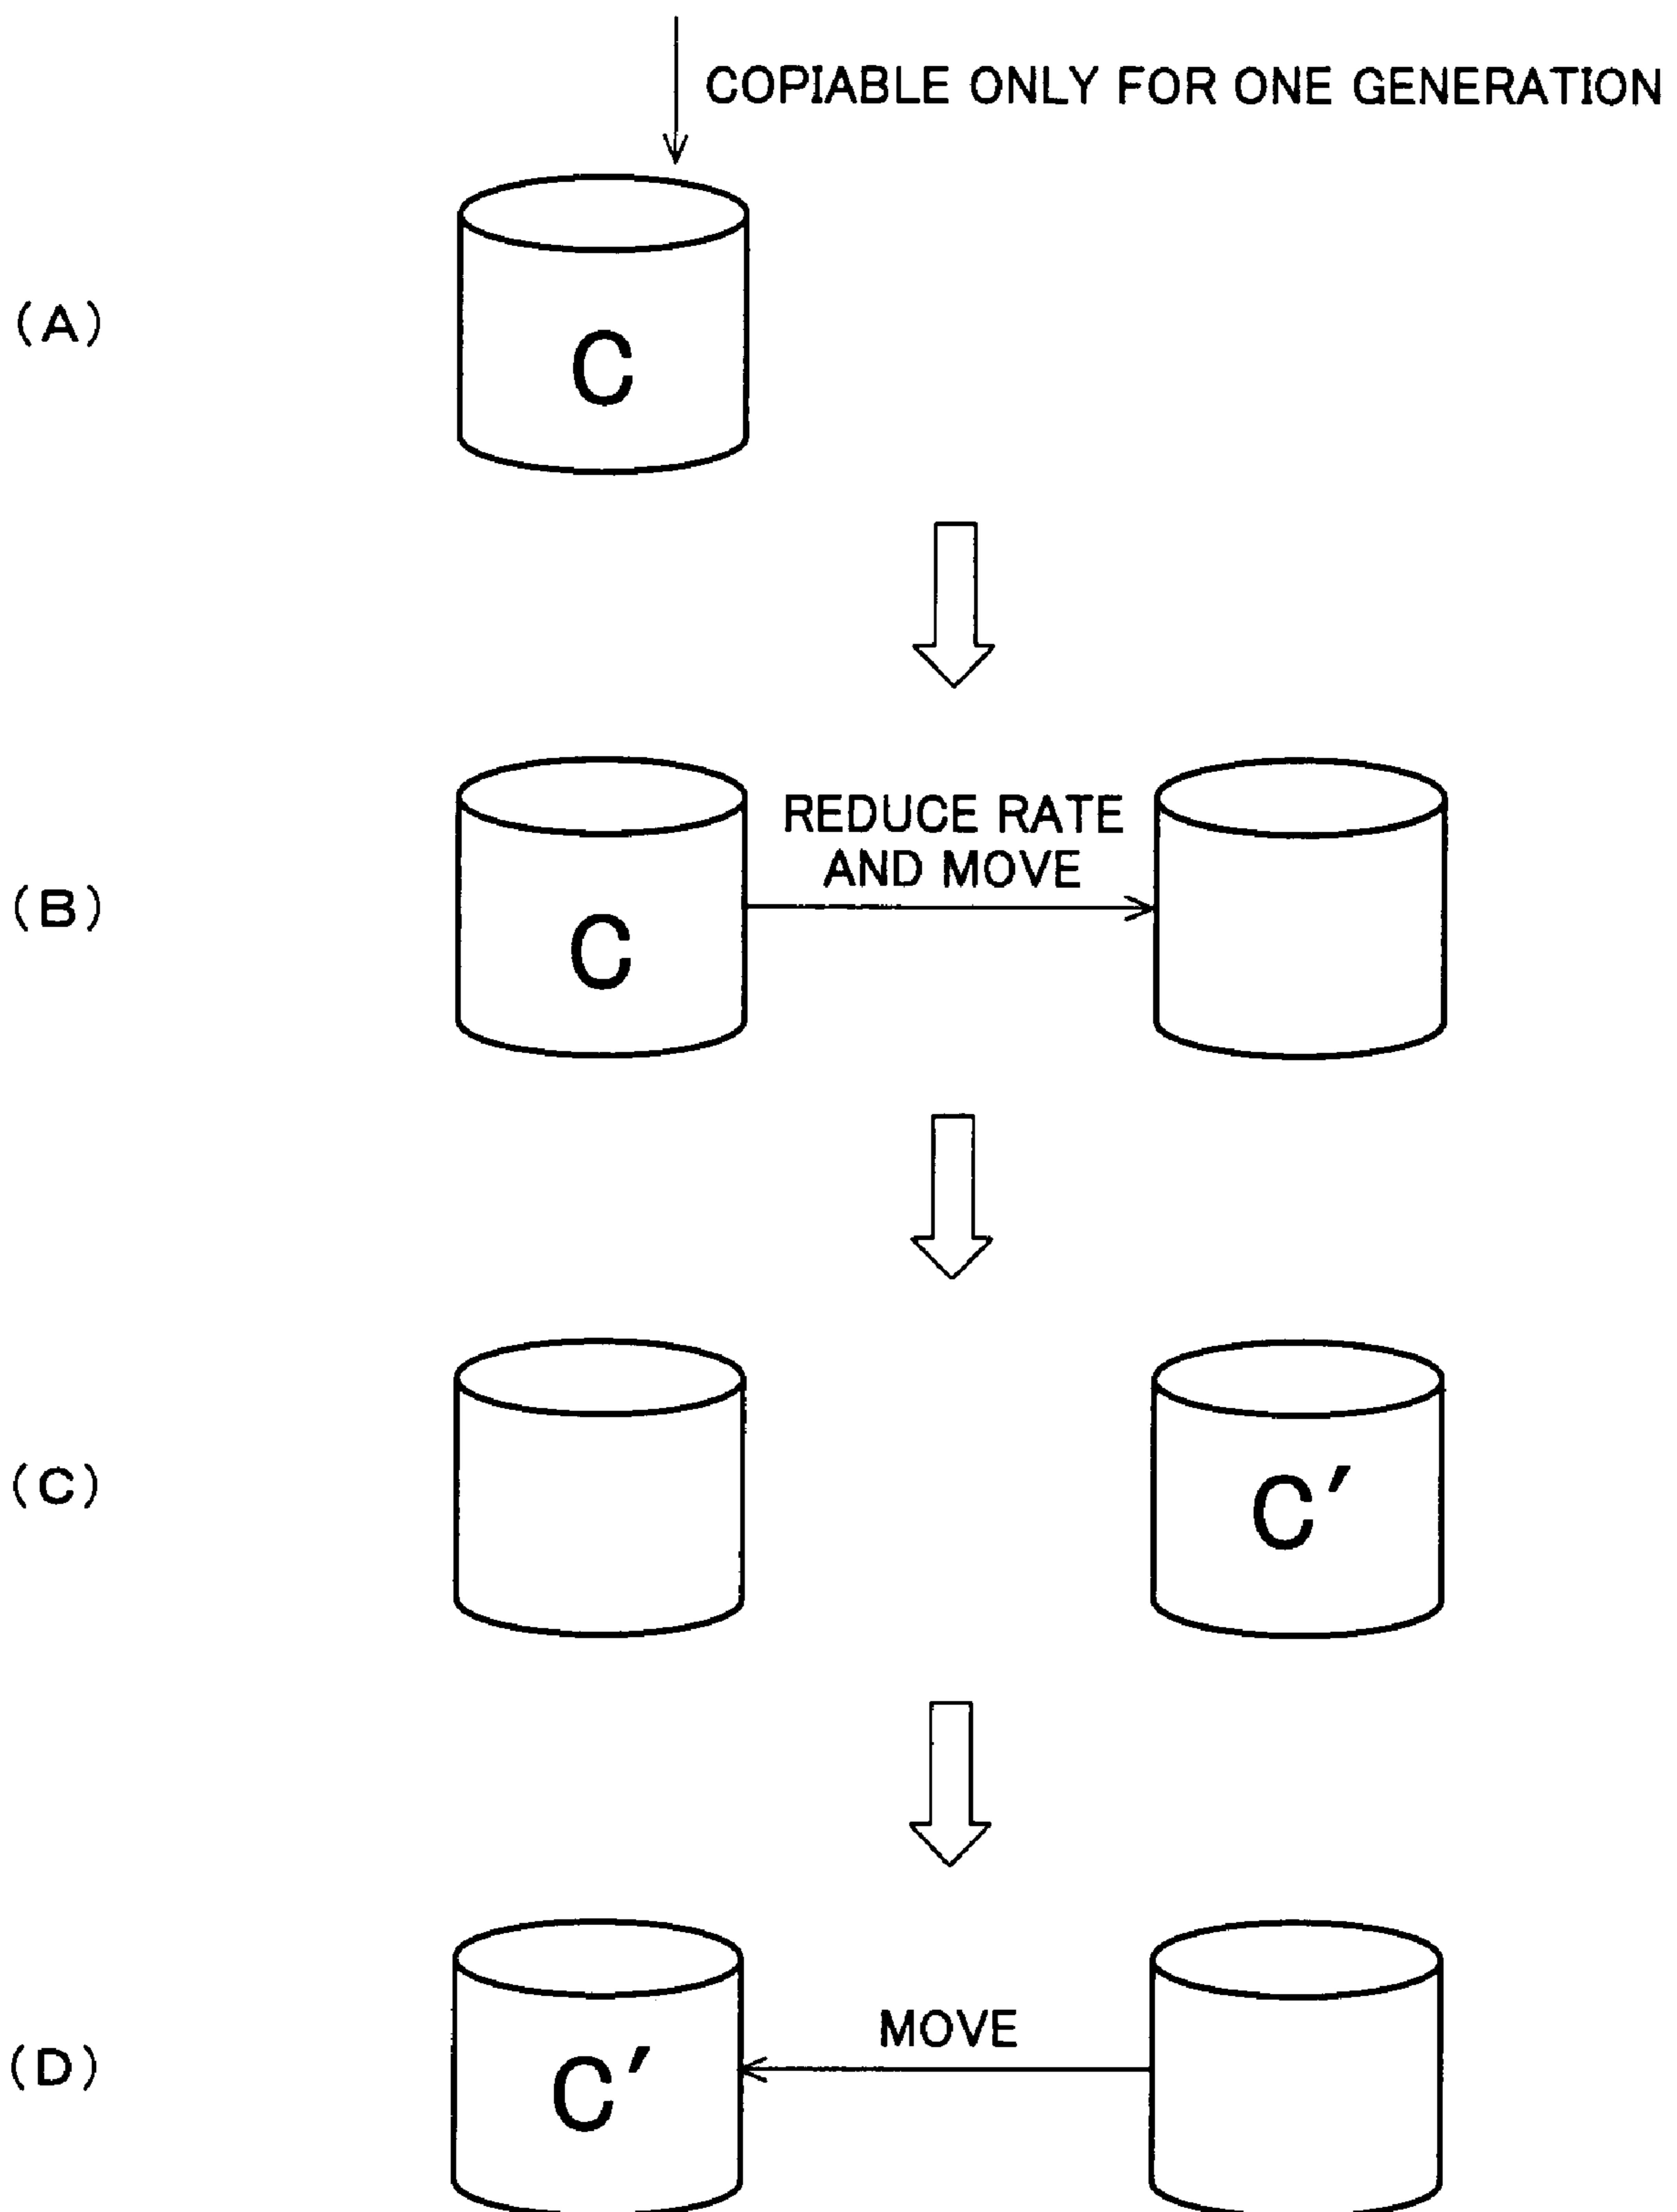 COPIABLE ONLY FOR ONE GENERATION
(A)
C
REDUCE RATE
AND MOVE
(B)
C
(C)
C′
MOVE
(D)
C′